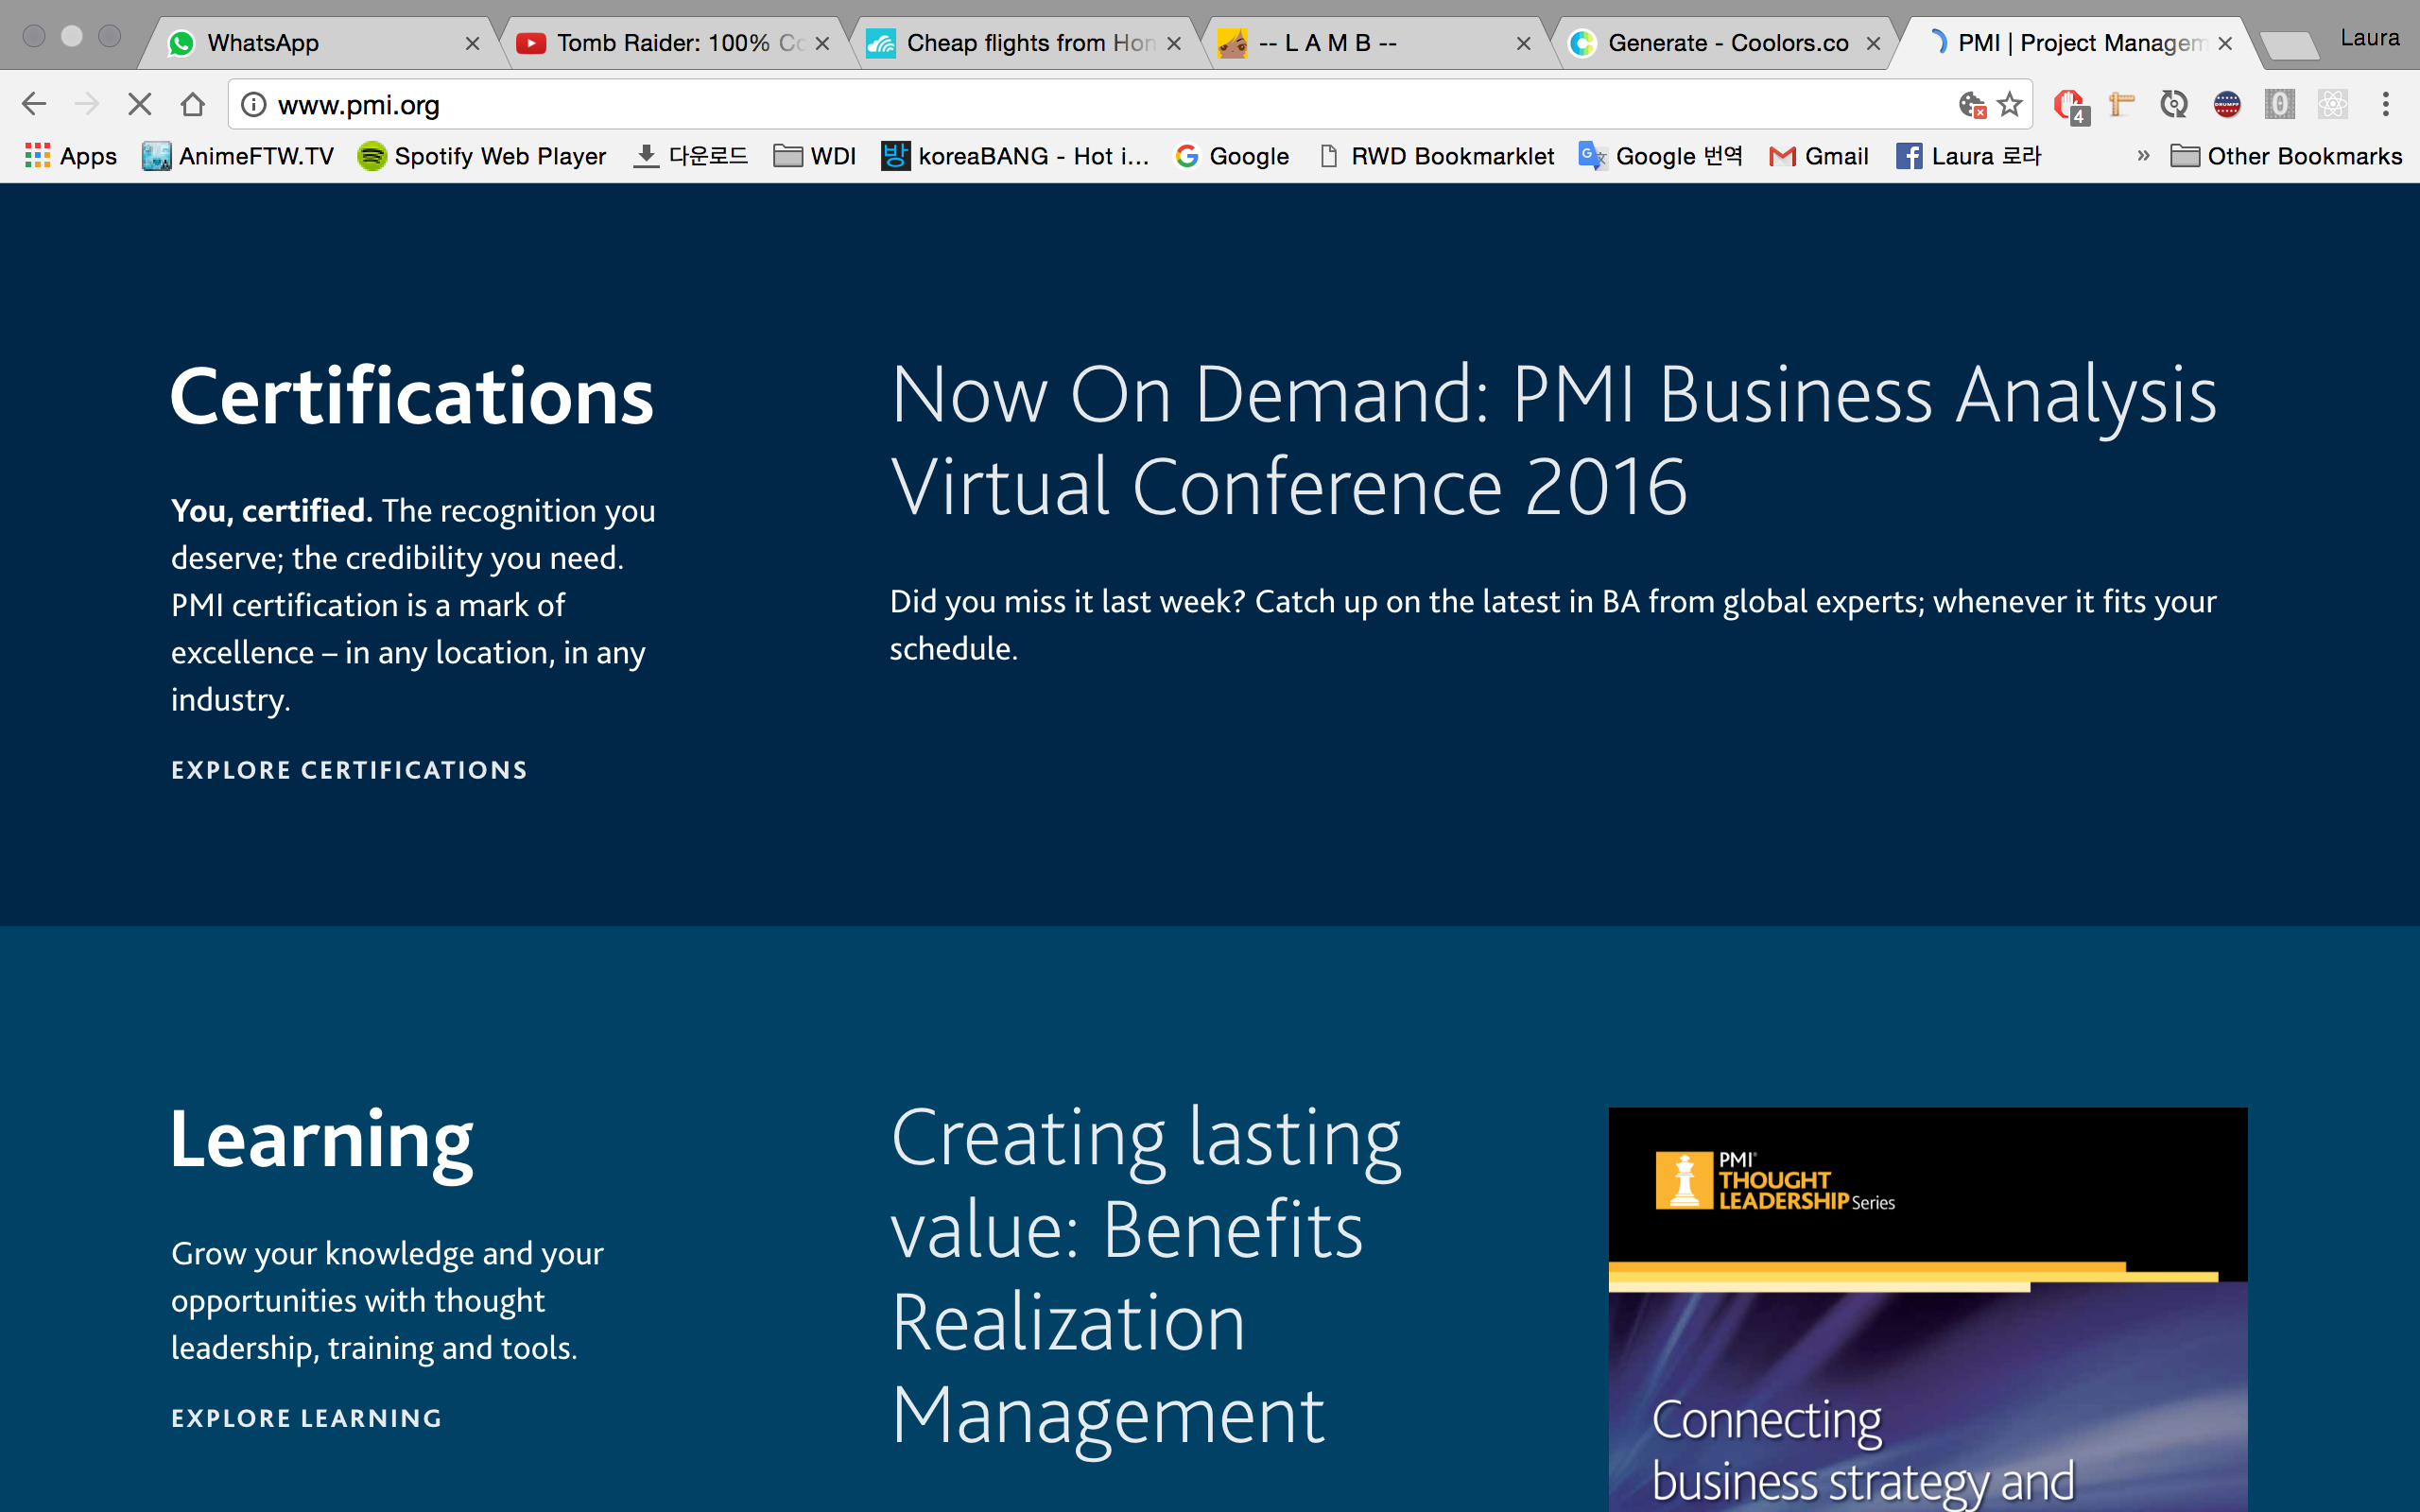 WhatsApp
Tomb Raider: 100% Co
Cheap flights from Hon
-- L A M B --
Generate - Coolors.co
PMI | Project Managem
Laura
www.pmi.org
4
DRUMPF
0
Apps
AnimeFTW.TV
Spotify Web Player
다운로드
WDI
방 koreaBANG - Hot i...
Google
RWD Bookmarklet
Google 번역
Gmail
Laura 로라
»
Other Bookmarks
Certifications
You, certified. The recognition you
deserve; the credibility you need.
PMI certification is a mark of
excellence – in any location, in any
industry.
EXPLORE CERTIFICATIONS
Now On Demand: PMI Business Analysis
Virtual Conference 2016
Did you miss it last week? Catch up on the latest in BA from global experts; whenever it fits your
schedule.
Learning
Grow your knowledge and your
opportunities with thought
leadership, training and tools.
EXPLORE LEARNING
Creating lasting
value: Benefits
Realization
Management
PMI®
THOUGHT
LEADERSHIP Series
Connecting
business strategy and